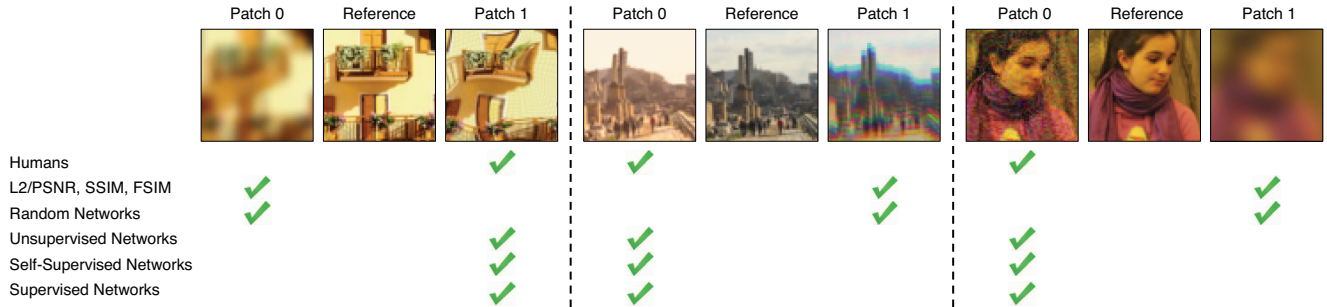 Patch 0 Reference Patch 1 Patch 0 Reference Patch 1 Patch 0 Reference Patch 1
Humans
L2/PSNR, SSIM, FSIM
Random Networks
Unsupervised Networks
Self-Supervised Networks
Supervised Networks